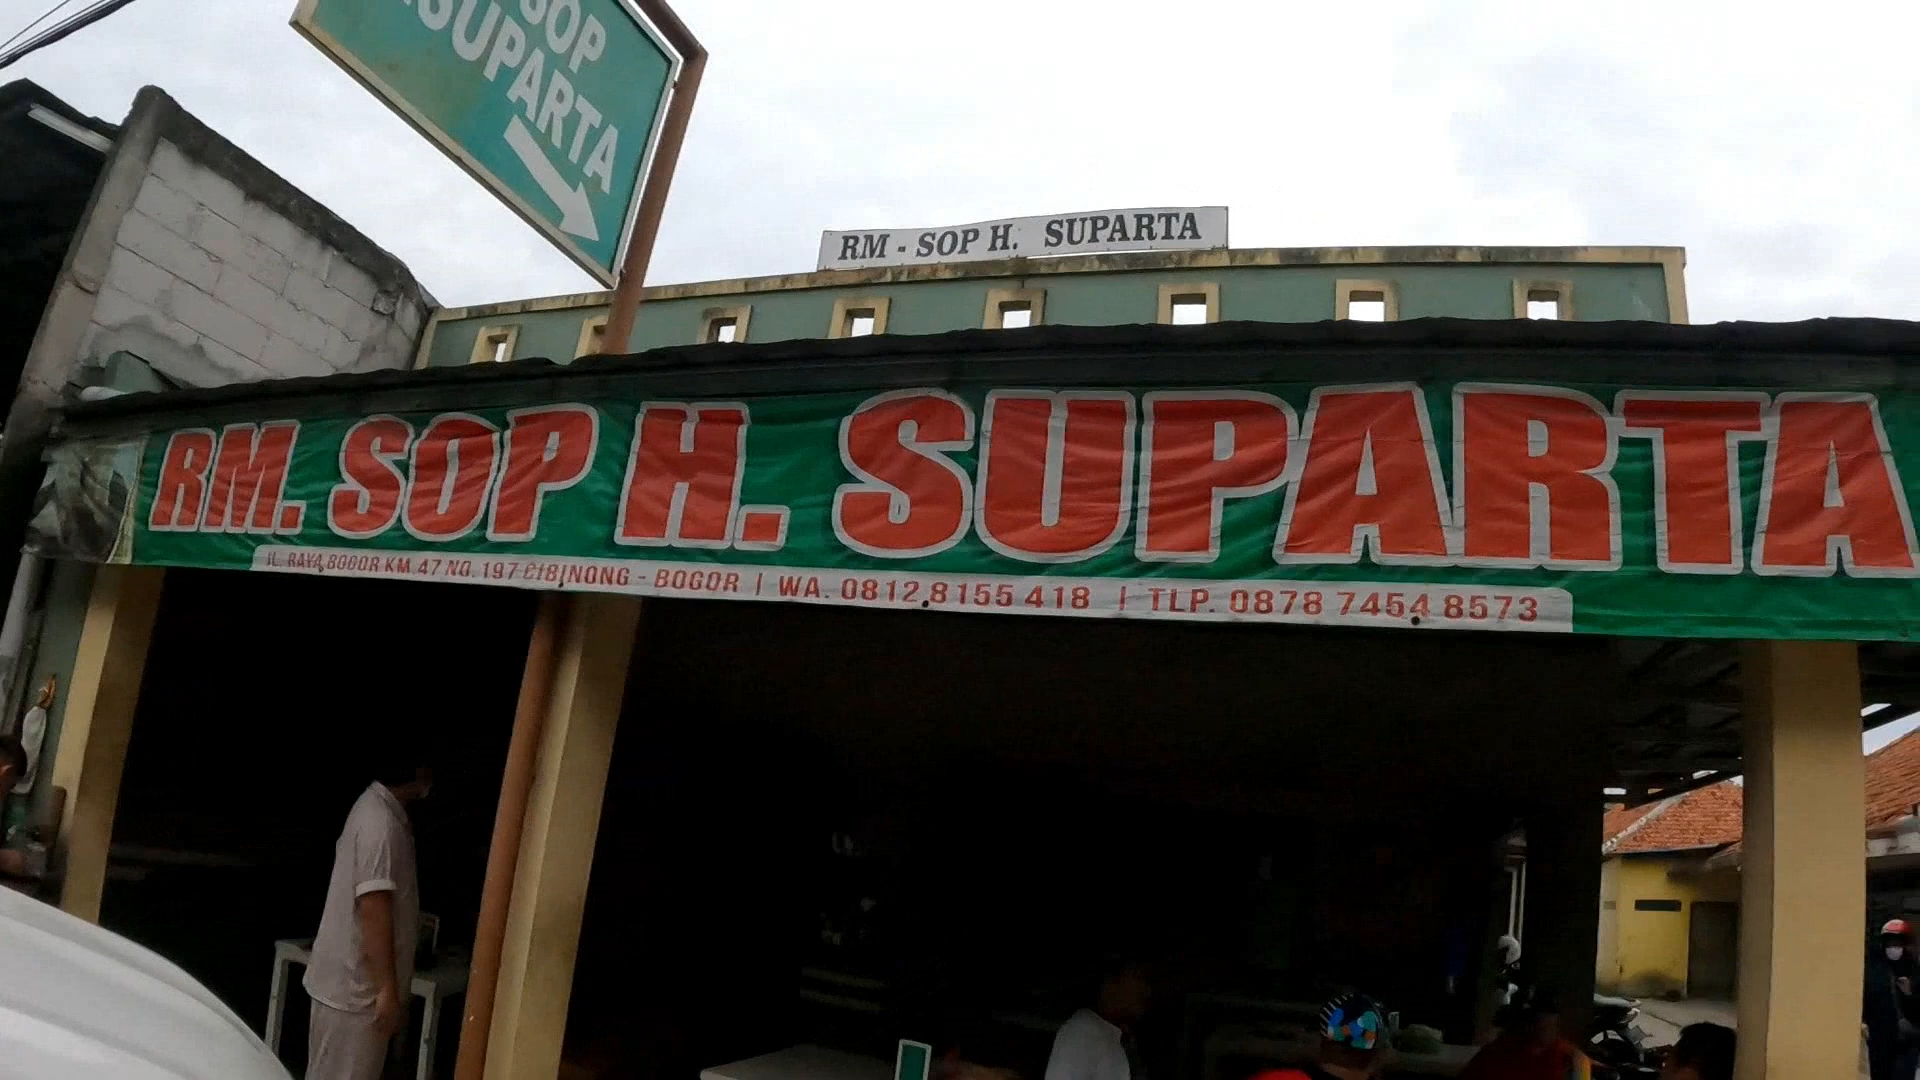 SOP
SUPARTA
RM - SOP H. SUPARTA
RM. SOP H. SUPARTA
JL. RAYA BOGOR KM. 47 NO. 197 CIBINONG - BOGOR | WA. 0812 8155 418 | TLP. 0878 7454 8573